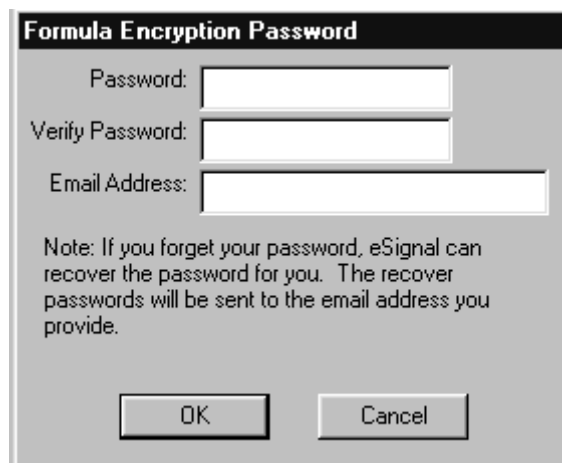 Formula Encryption Password
Password:
Verify Password:
Email Address:
Note: If you forget your password, eSignal can
recover the password for you.  The recover
passwords will be sent to the email address you
provide.
OK Cancel